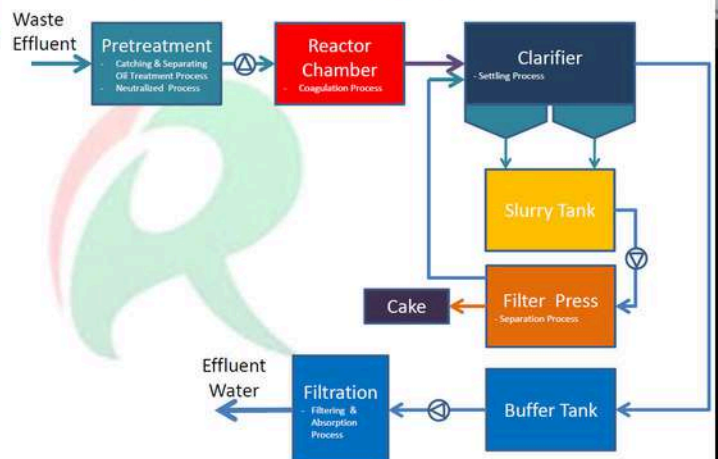 Waste
Effluent
Pretreatment
- Catching & Separating
Oil Treatment Process
- Neutralized Process
Reactor
Chamber
- Coagulation Process
Clarifier
- Settling Process
Slurry Tank
Filter Press
- Separation Process
Cake
Effluent
Water
Filtration
- Filtering &
Absorption
Process
Buffer Tank